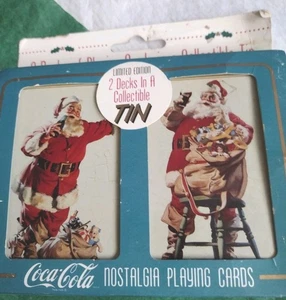 LIMITED EDITION
2 Decks In A
Collectible
TIN
Coca-Cola NOSTALGIA PLAYING CARDS